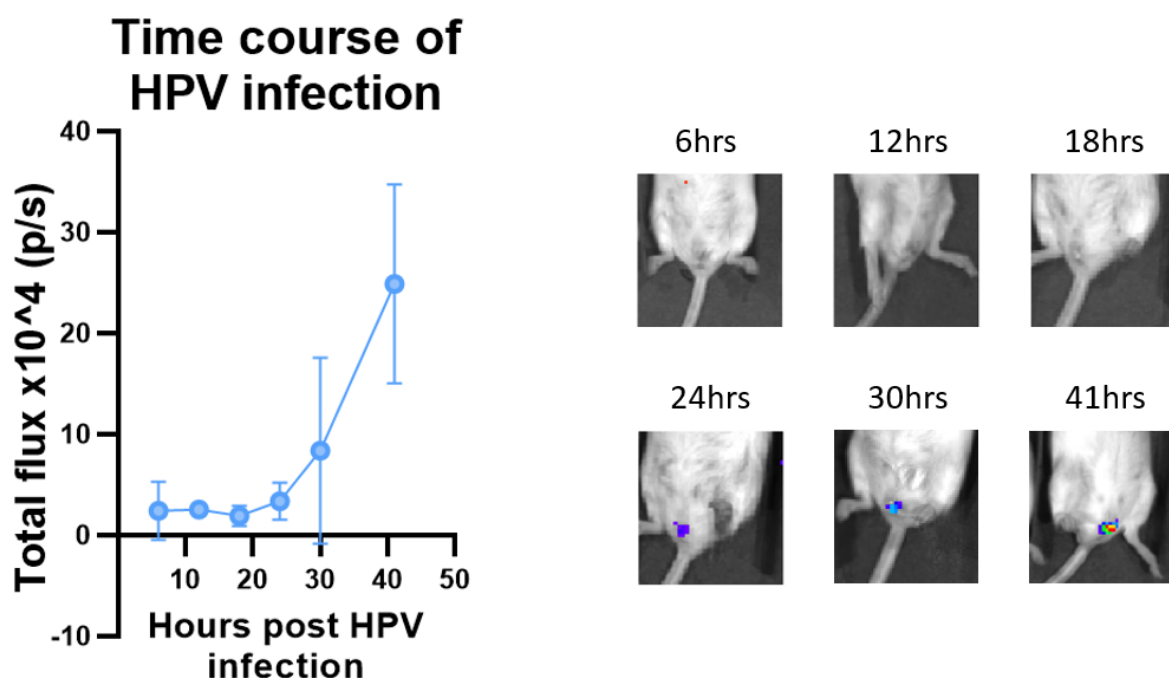 Time course of
HPV infection
Total flux x10^4 (p/s)
40
30
20
10
0
-10
10 20 30 40 50
Hours post HPV
infection
6hrs 12hrs 18hrs
24hrs 30hrs 41hrs